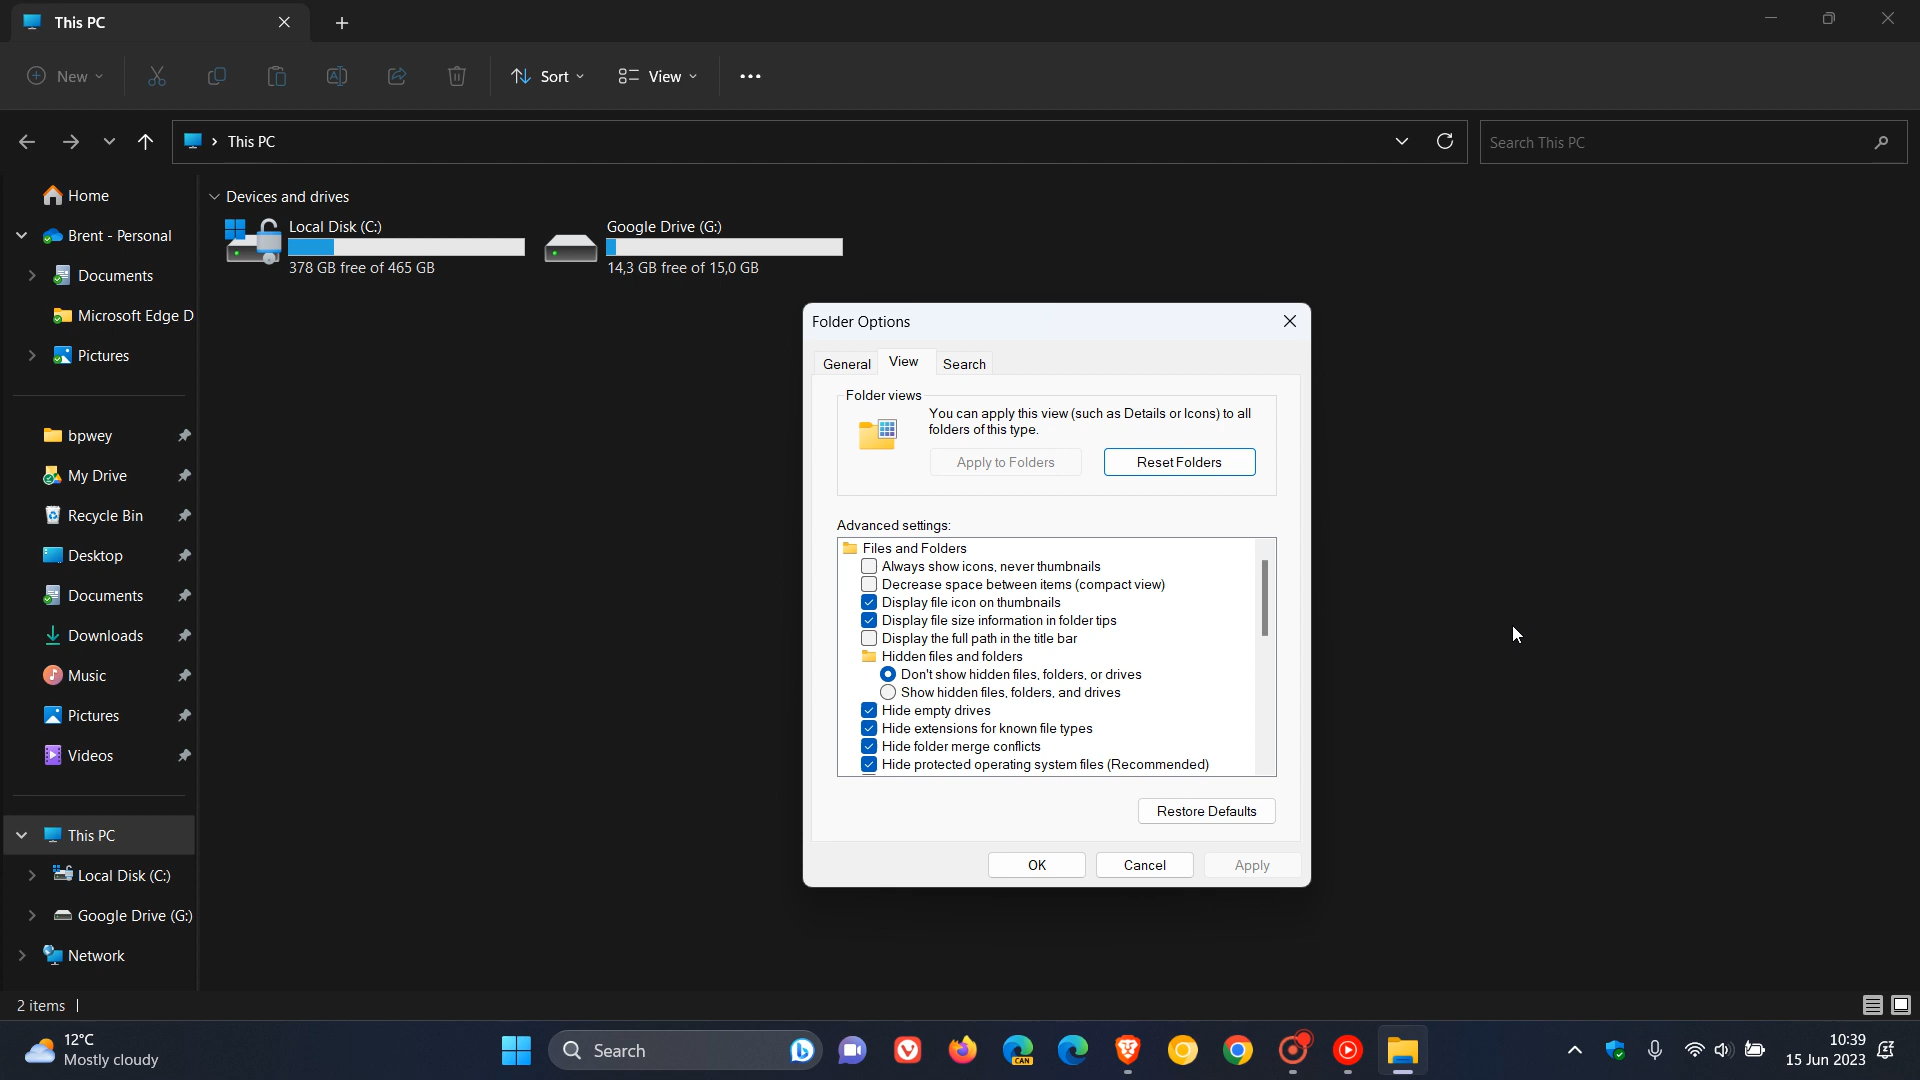 This PC
New
Sort
View
This PC
Search This PC
Home
Brent - Personal
Documents
Microsoft Edge D
Pictures
bpwey
My Drive
Recycle Bin
Desktop
Documents
Downloads
Music
Pictures
Videos
This PC
Local Disk (C:)
Google Drive (G:)
Network
Devices and drives
Local Disk (C:)
378 GB free of 465 GB
Google Drive (G:)
14,3 GB free of 15,0 GB
Folder Options
General
View
Search
Folder views
You can apply this view (such as Details or Icons) to all
folders of this type.
Apply to Folders
Reset Folders
Advanced settings:
Files and Folders
Always show icons, never thumbnails
Decrease space between items (compact view)
Display file icon on thumbnails
Display file size information in folder tips
Display the full path in the title bar
Hidden files and folders
Don't show hidden files, folders, or drives
Show hidden files, folders, and drives
Hide empty drives
Hide extensions for known file types
Hide folder merge conflicts
Hide protected operating system files (Recommended)
Restore Defaults
OK
Cancel
Apply
2 items
12°C
Mostly cloudy
Search
CAN
10:39
15 Jun 2023